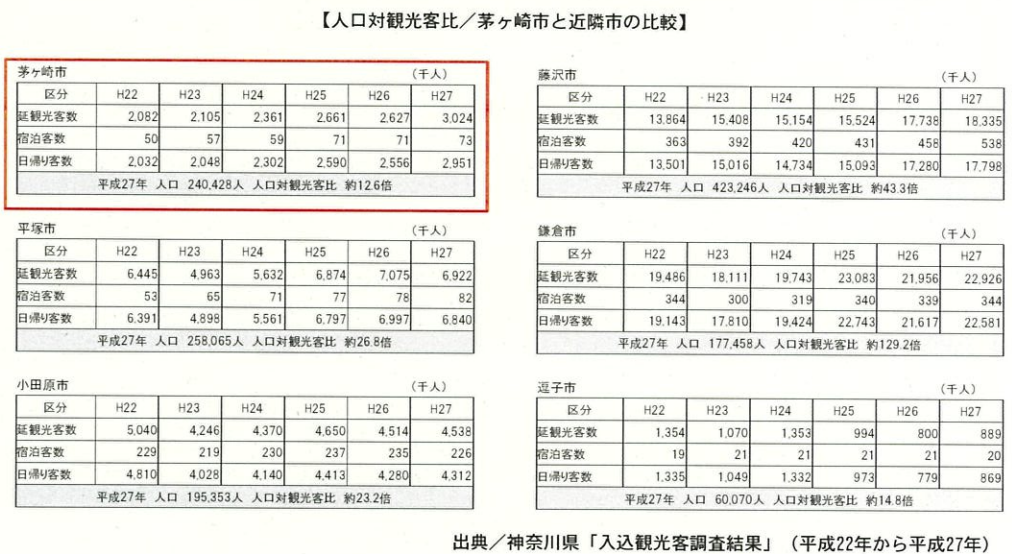 【人口対観光客比／茅ヶ崎市と近隣市の比較】
茅ヶ崎市 （千人）
区分 H22 H23 H24 H25 H26 H27
延観光客数 2,082 2,105 2,361 2,661 2,627 3,024
宿泊客数 50 57 59 71 71 73
日帰り客数 2,032 2,048 2,302 2,590 2,556 2,951
平成27年 人口 240,428人 人口対観光客比 約12.6倍
藤沢市 （千人）
区分 H22 H23 H24 H25 H26 H27
延観光客数 13,864 15,408 15,154 15,524 17,738 18,335
宿泊客数 363 392 420 431 458 538
日帰り客数 13,501 15,016 14,734 15,093 17,280 17,798
平成27年 人口 423,246人 人口対観光客比 約43.3倍
平塚市 （千人）
区分 H22 H23 H24 H25 H26 H27
延観光客数 6,445 4,963 5,632 6,874 7,075 6,922
宿泊客数 53 65 71 77 78 82
日帰り客数 6,391 4,898 5,561 6,797 6,997 6,840
平成27年 人口 258,065人 人口対観光客比 約26.8倍
鎌倉市 （千人）
区分 H22 H23 H24 H25 H26 H27
延観光客数 19,486 18,111 19,743 23,083 21,956 22,926
宿泊客数 344 300 319 340 339 344
日帰り客数 19,143 17,810 19,424 22,743 21,617 22,581
平成27年 人口 177,458人 人口対観光客比 約129.2倍
小田原市 （千人）
区分 H22 H23 H24 H25 H26 H27
延観光客数 5,040 4,246 4,370 4,650 4,514 4,538
宿泊客数 229 219 230 237 235 226
日帰り客数 4,810 4,028 4,140 4,413 4,280 4,312
平成27年 人口 195,353人 人口対観光客比 約23.2倍
逗子市 （千人）
区分 H22 H23 H24 H25 H26 H27
延観光客数 1,354 1,070 1,353 994 800 889
宿泊客数 19 21 21 21 21 20
日帰り客数 1,335 1,049 1,332 973 779 869
平成27年 人口 60,070人 人口対観光客比 約14.8倍
出典／神奈川県「入込観光客調査結果」（平成22年から平成27年）